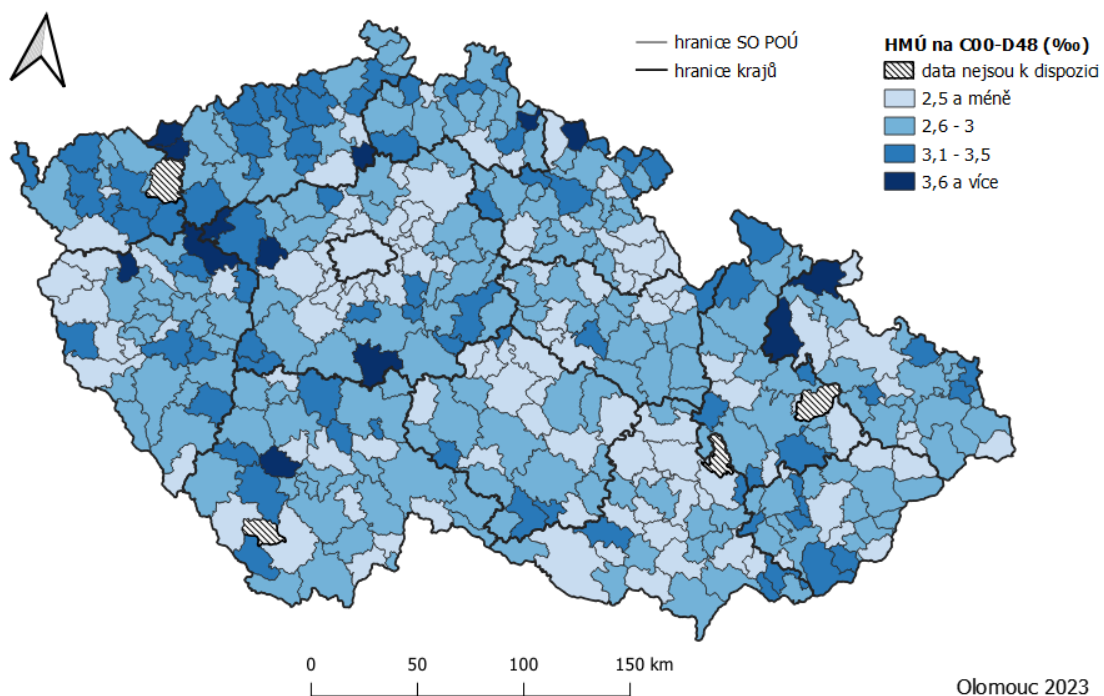 hranice SO POÚ
hranice krajů
HMÚ na C00-D48 (‰)
data nejsou k dispozici
2,5 a méně
2,6 - 3
3,1 - 3,5
3,6 a více
0 50 100 150 km
Olomouc 2023